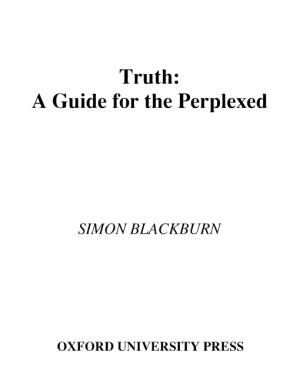 Truth:
A Guide for the Perplexed
SIMON BLACKBURN
OXFORD UNIVERSITY PRESS